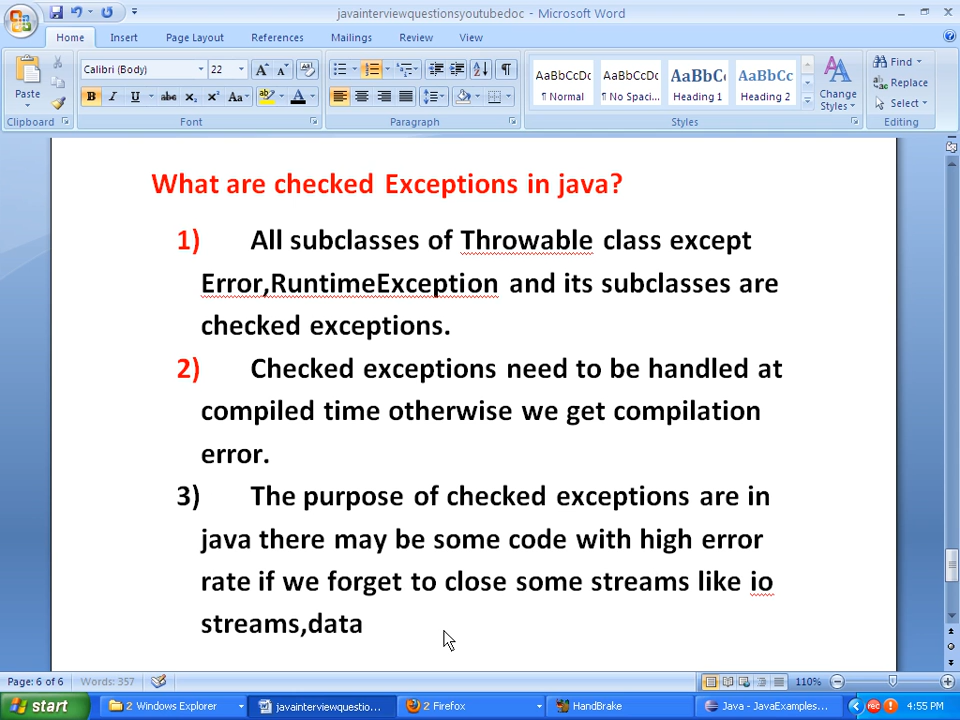 javainterviewquestionsyoutubedoc - Microsoft Word
Home Insert Page Layout References Mailings Review View
Paste
Calibri (Body) 22
B I U abc X₂ X² Aa
AaBbCcDc AaBbCcDc AaBbCc AaBbCc
¶ Normal ¶ No Spaci... Heading 1 Heading 2
Change Styles
Find
Replace
Select
Clipboard Font Paragraph Styles Editing
What are checked Exceptions in java?
1) All subclasses of Throwable class except
Error,RuntimeException and its subclasses are
checked exceptions.
2) Checked exceptions need to be handled at
compiled time otherwise we get compilation
error.
3) The purpose of checked exceptions are in
java there may be some code with high error
rate if we forget to close some streams like io
streams,data
Page: 6 of 6 Words: 357 110%
start 2 Windows Explorer javainterviewquestio... 2 Firefox HandBrake Java - JavaExamples... rec 4:55 PM